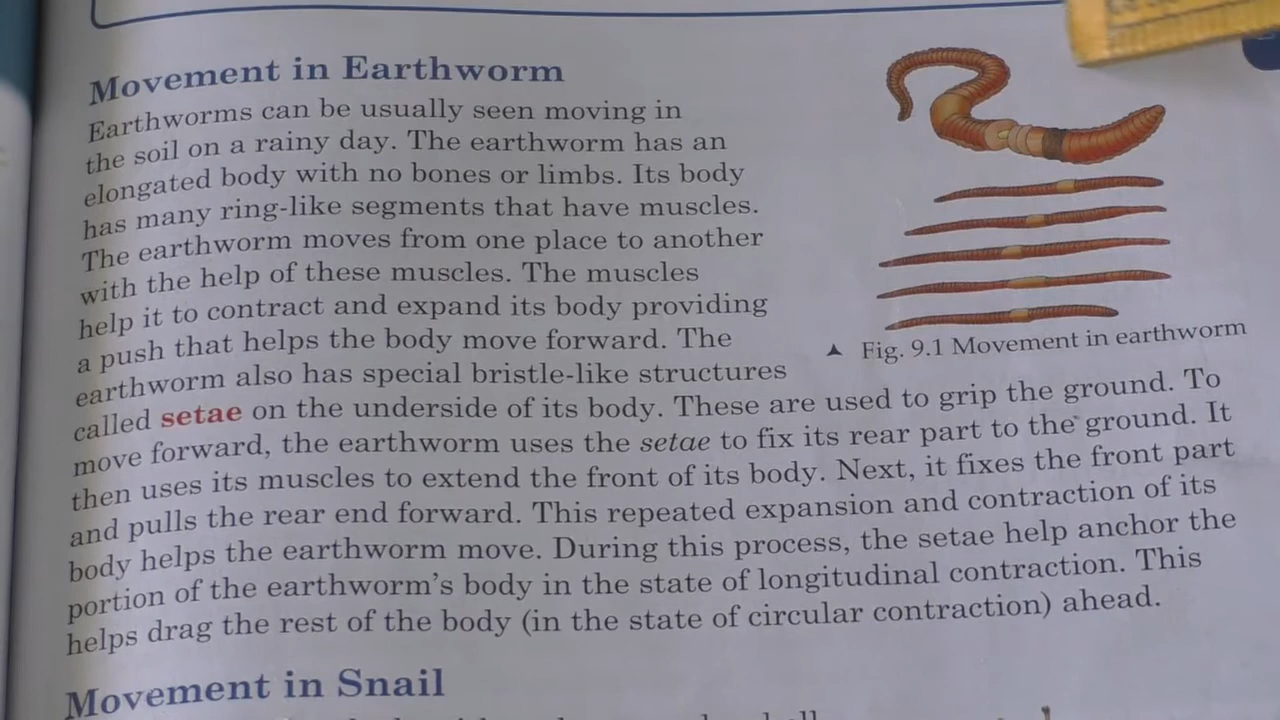 Movement in Earthworm
Earthworms can be usually seen moving in
the soil on a rainy day. The earthworm has an
elongated body with no bones or limbs. Its body
has many ring-like segments that have muscles.
The earthworm moves from one place to another
with the help of these muscles. The muscles
help it to contract and expand its body providing
a push that helps the body move forward. The
earthworm also has special bristle-like structures
called setae on the underside of its body. These are used to grip the ground. To
move forward, the earthworm uses the setae to fix its rear part to the ground. It
then uses its muscles to extend the front of its body. Next, it fixes the front part
and pulls the rear end forward. This repeated expansion and contraction of its
body helps the earthworm move. During this process, the setae help anchor the
portion of the earthworm's body in the state of longitudinal contraction. This
helps drag the rest of the body (in the state of circular contraction) ahead.
▲ Fig. 9.1 Movement in earthworm
Movement in Snail